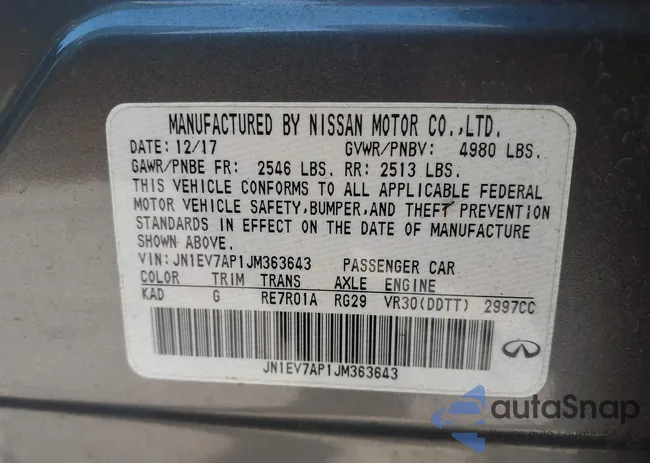 MANUFACTURED BY NISSAN MOTOR CO.,LTD.
DATE: 12/17 GVWR/PNBV: 4980 LBS.
GAWR/PNBE FR: 2546 LBS. RR: 2513 LBS.
THIS VEHICLE CONFORMS TO ALL APPLICABLE FEDERAL
MOTOR VEHICLE SAFETY,BUMPER,AND THEFT PREVENTION
STANDARDS IN EFFECT ON THE DATE OF MANUFACTURE
SHOWN ABOVE.
VIN: JN1EV7AP1JM363643 PASSENGER CAR
COLOR TRIM TRANS AXLE ENGINE
KAD G RE7R01A RG29 VR30(DDTT) 2997CC
JN1EV7AP1JM363643
autaSnap